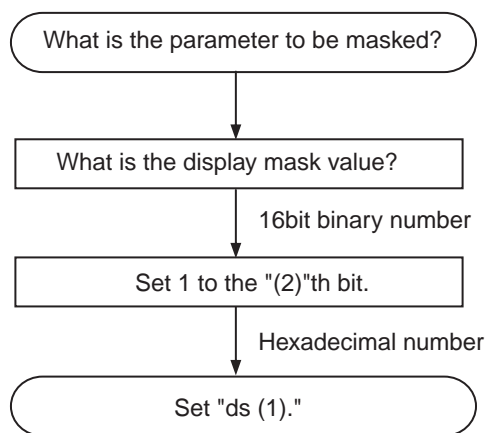 What is the parameter to be masked?
What is the display mask value?
16bit binary number
Set 1 to the "(2)"th bit.
Hexadecimal number
Set "ds (1)."